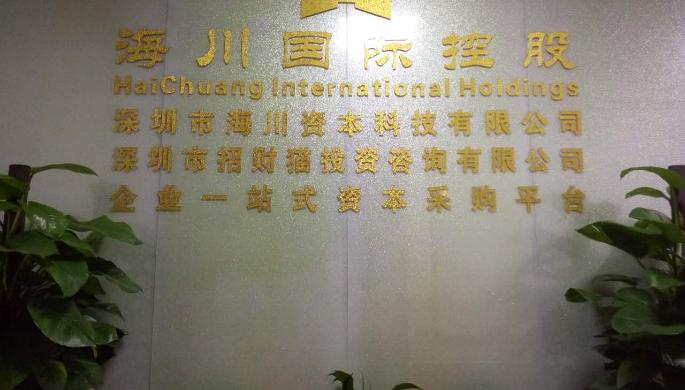 海川国际控股
HaiChuang International Holdings
深圳市海川资本科技有限公司
深圳市招财猫投资咨询有限公司
企业一站式资本采购平台